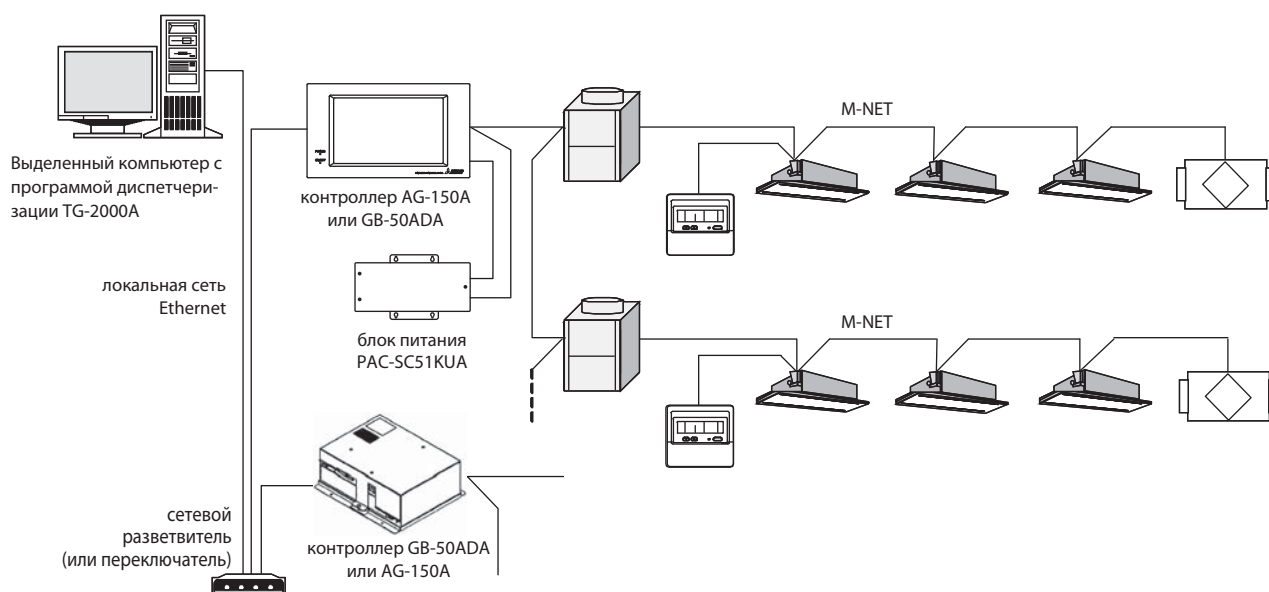 M-NET
Выделенный компьютер с
программой диспетчери-
зации TG-2000A
контроллер AG-150A
или GB-50ADA
локальная сеть
Ethernet
блок питания
PAC-SC51KUA
M-NET
сетевой
разветвитель
(или переключатель)
контроллер GB-50ADA
или AG-150A